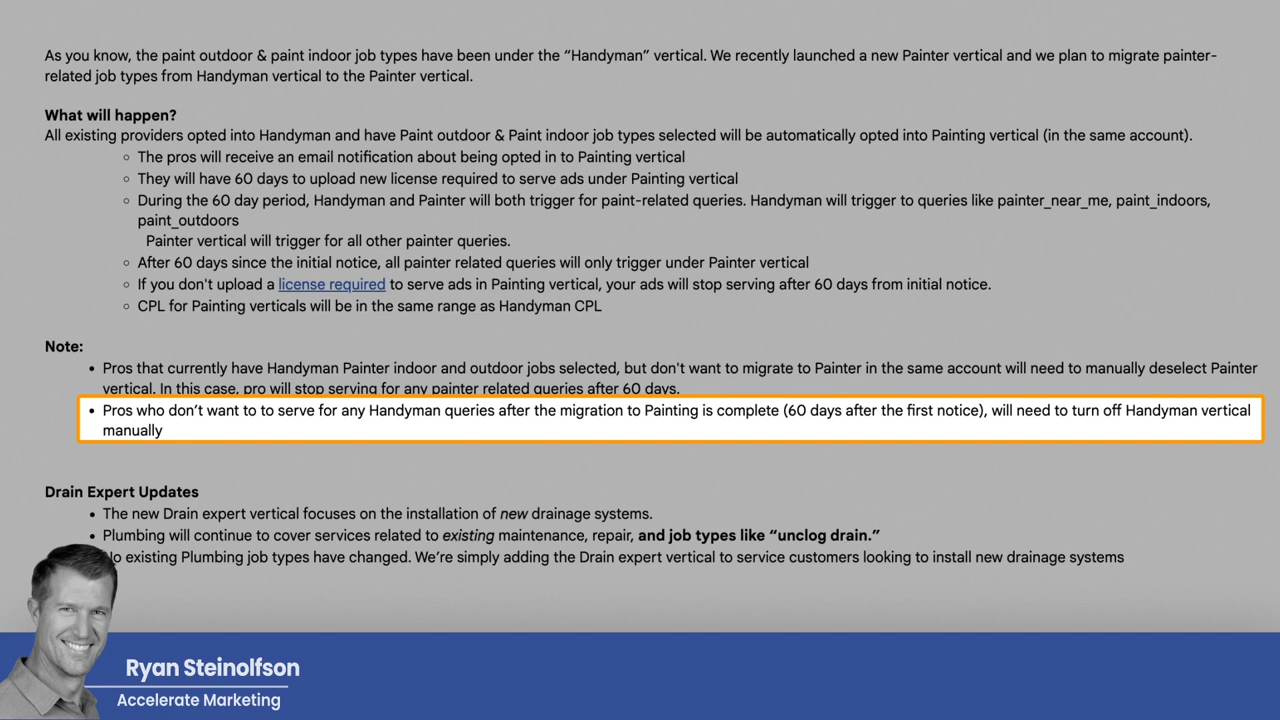 As you know, the paint outdoor & paint indoor job types have been under the “Handyman” vertical. We recently launched a new Painter vertical and we plan to migrate painter-
related job types from Handyman vertical to the Painter vertical.
What will happen?
All existing providers opted into Handyman and have Paint outdoor & Paint indoor job types selected will be automatically opted into Painting vertical (in the same account).
○ The pros will receive an email notification about being opted in to Painting vertical
○ They will have 60 days to upload new license required to serve ads under Painting vertical
○ During the 60 day period, Handyman and Painter will both trigger for paint-related queries. Handyman will trigger to queries like painter_near_me, paint_indoors,
paint_outdoors
Painter vertical will trigger for all other painter queries.
○ After 60 days since the initial notice, all painter related queries will only trigger under Painter vertical
○ If you don't upload a license required to serve ads in Painting vertical, your ads will stop serving after 60 days from initial notice.
○ CPL for Painting verticals will be in the same range as Handyman CPL
Note:
• Pros that currently have Handyman Painter indoor and outdoor jobs selected, but don't want to migrate to Painter in the same account will need to manually deselect Painter
vertical. In this case, pro will stop serving for any painter related queries after 60 days.
• Pros who don’t want to to serve for any Handyman queries after the migration to Painting is complete (60 days after the first notice), will need to turn off Handyman vertical
manually
Drain Expert Updates
• The new Drain expert vertical focuses on the installation of new drainage systems.
• Plumbing will continue to cover services related to existing maintenance, repair, and job types like “unclog drain.”
No existing Plumbing job types have changed. We’re simply adding the Drain expert vertical to service customers looking to install new drainage systems
Ryan Steinolfson
Accelerate Marketing